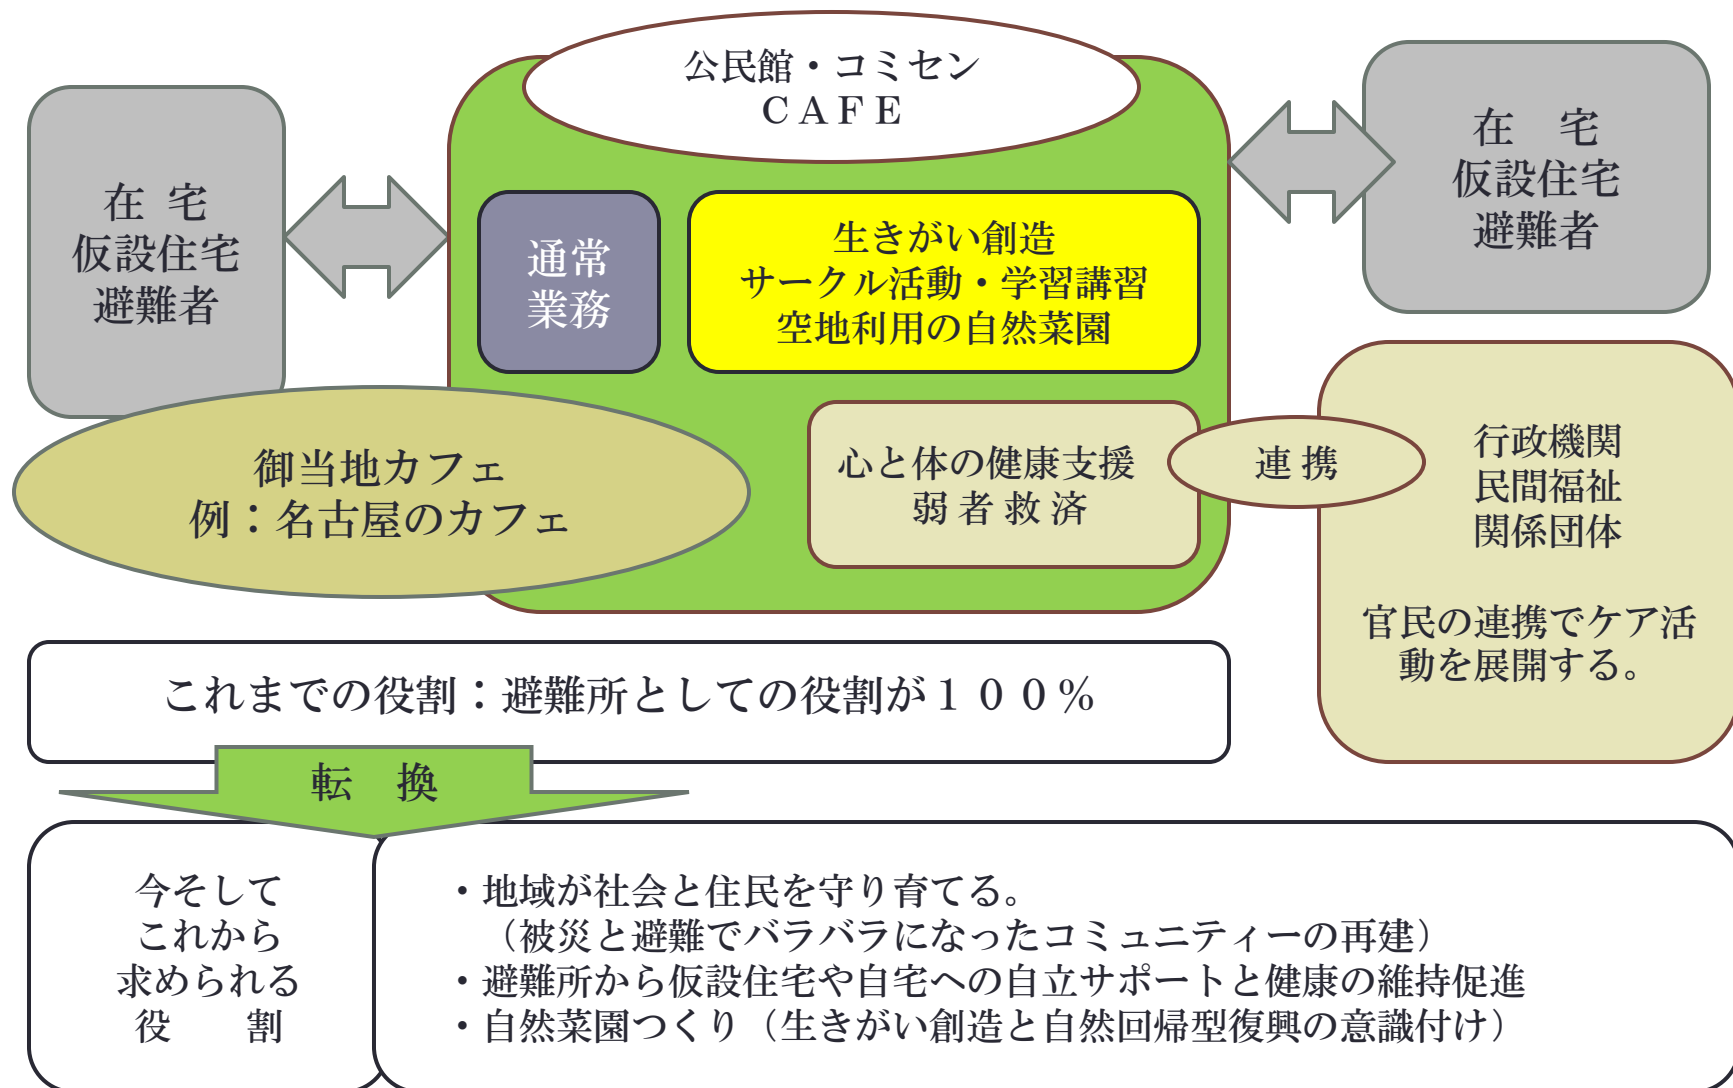 公民館・コミセン
ＣＡＦＥ
在 宅
仮設住宅
避難者
在　宅
仮設住宅
避難者
通常
業務
生きがい創造
サークル活動・学習講習
空地利用の自然菜園
御当地カフェ
例：名古屋のカフェ
心と体の健康支援
弱 者 救 済
連 携
行政機関
民間福祉
関係団体
官民の連携でケア活
動を展開する。
これまでの役割：避難所としての役割が１００％
転　換
今そして
これから
求められる
役　　割
・地域が社会と住民を守り育てる。
（被災と避難でバラバラになったコミュニティーの再建）
・避難所から仮設住宅や自宅への自立サポートと健康の維持促進
・自然菜園つくり（生きがい創造と自然回帰型復興の意識付け）